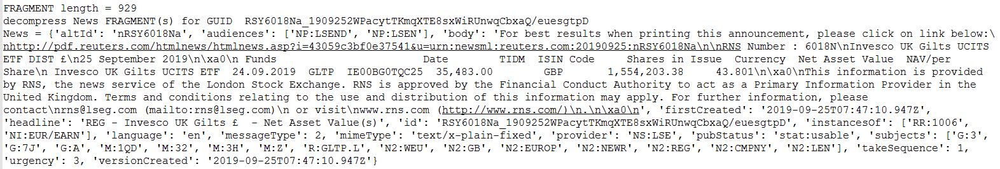 FRAGMENT length = 929
decompress News FRAGMENT(s) for GUID  RSY6018Na_1909252WPacytTKmqXTE8sxWiRUnwqCbxaQ/euesgtpD
News = {'altId': 'nRSY6018Na', 'audiences': ['NP:LSEND', 'NP:LSEN'], 'body': 'For best results when printing this announcement, please click on link below:\
nhttp://pdf.reuters.com/htmlnews/htmlnews.asp?i=43059c3bf0e37541&u=urn:newsml:reuters.com:20190925:nRSY6018Na\n\nRNS Number : 6018N\nInvesco UK Gilts UCITS
ETF DIST £\n25 September 2019\n\xa0\n Funds                       Date        TIDM  ISIN Code     Shares in Issue  Currency  Net Asset Value  NAV/per
Share\n Invesco UK Gilts UCITS ETF  24.09.2019  GLTP  IE00BG0TQC25  35,483.00        GBP       1,554,203.38     43.801\n\xa0\nThis information is provided
by RNS, the news service of the London Stock Exchange. RNS is approved by the Financial Conduct Authority to act as a Primary Information Provider in the
United Kingdom. Terms and conditions relating to the use and distribution of this information may apply. For further information, please
contact\nrns@lseg.com (mailto:rns@lseg.com)\n or visit\nwww.rns.com (http://www.rns.com/)\n.\n\xa0\n', 'firstCreated': '2019-09-25T07:47:10.947Z',
'headline': 'REG - Invesco UK Gilts £  - Net Asset Value(s)', 'id': 'RSY6018Na_1909252WPacytTKmqXTE8sxWiRUnwqCbxaQ/euesgtpD', 'instancesOf': ['RR:1006',
'NI:EUR/EARN'], 'language': 'en', 'messageType': 2, 'mimeType': 'text/x-plain-fixed', 'provider': 'NS:LSE', 'pubStatus': 'stat:usable', 'subjects': ['G:3',
'G:7J', 'G:A', 'M:1QD', 'M:32', 'M:3H', 'M:Z', 'R:GLTP.L', 'N2:WEU', 'N2:GB', 'N2:EUROP', 'N2:NEWR', 'N2:REG', 'N2:CMPNY', 'N2:LEN'], 'takeSequence': 1,
'urgency': 3, 'versionCreated': '2019-09-25T07:47:10.947Z'}